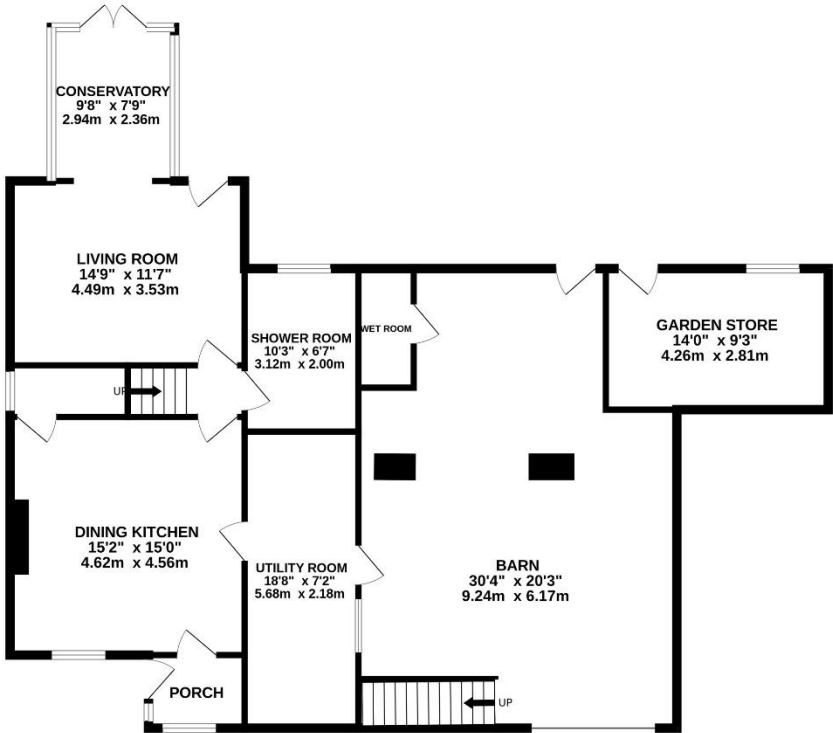 CONSERVATORY
9'8" x 7'9"
2.94m x 2.36m
LIVING ROOM
14'9" x 11'7"
4.49m x 3.53m
SHOWER ROOM
10'3" x 6'7"
3.12m x 2.00m
WET ROOM
GARDEN STORE
14'0" x 9'3"
4.26m x 2.81m
UP
DINING KITCHEN
15'2" x 15'0"
4.62m x 4.56m
UTILITY ROOM
18'8" x 7'2"
5.68m x 2.18m
BARN
30'4" x 20'3"
9.24m x 6.17m
PORCH
UP